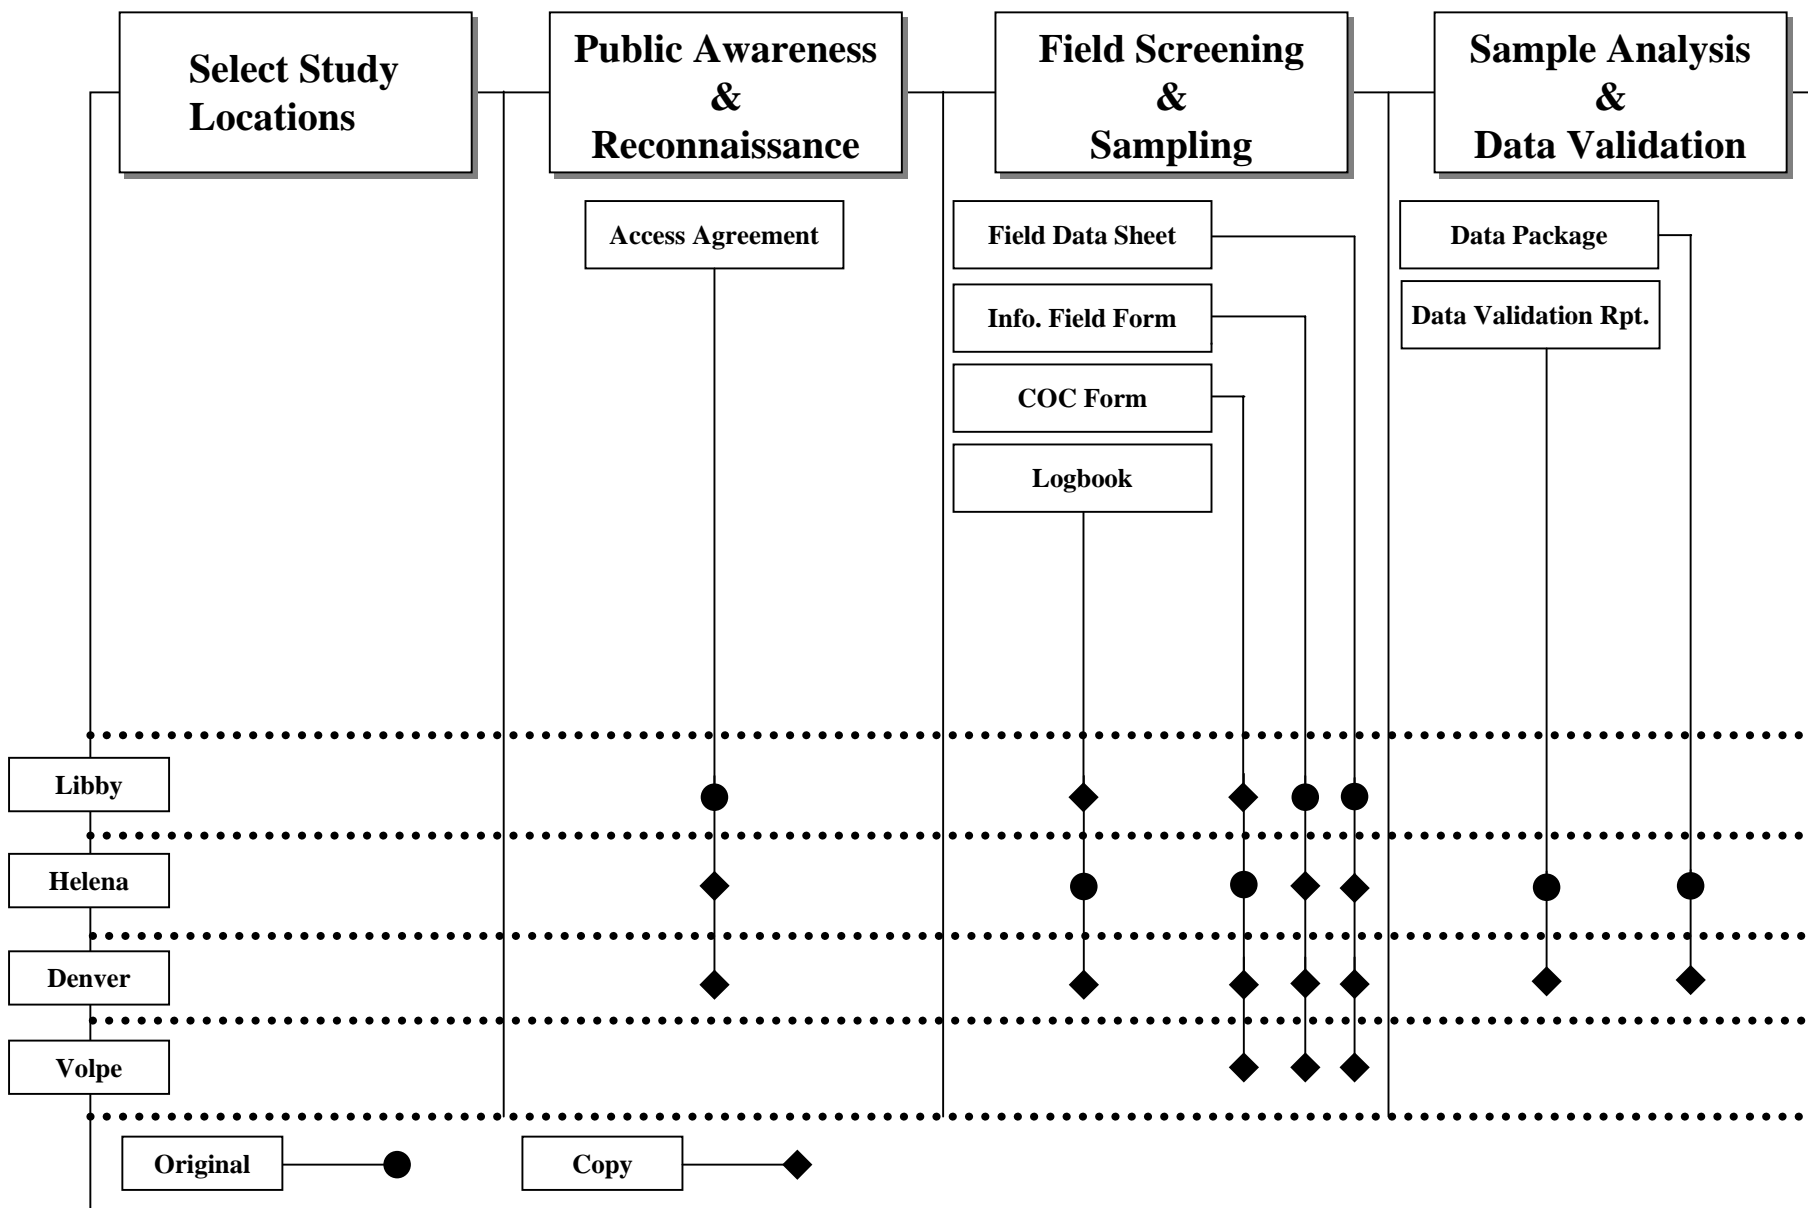 Select Study
Locations
Public Awareness
&
Reconnaissance
Field Screening
&
Sampling
Sample Analysis
&
Data Validation
Access Agreement
Field Data Sheet
Info. Field Form
COC Form
Logbook
Data Package
Data Validation Rpt.
Libby
Helena
Denver
Volpe
Original
Copy